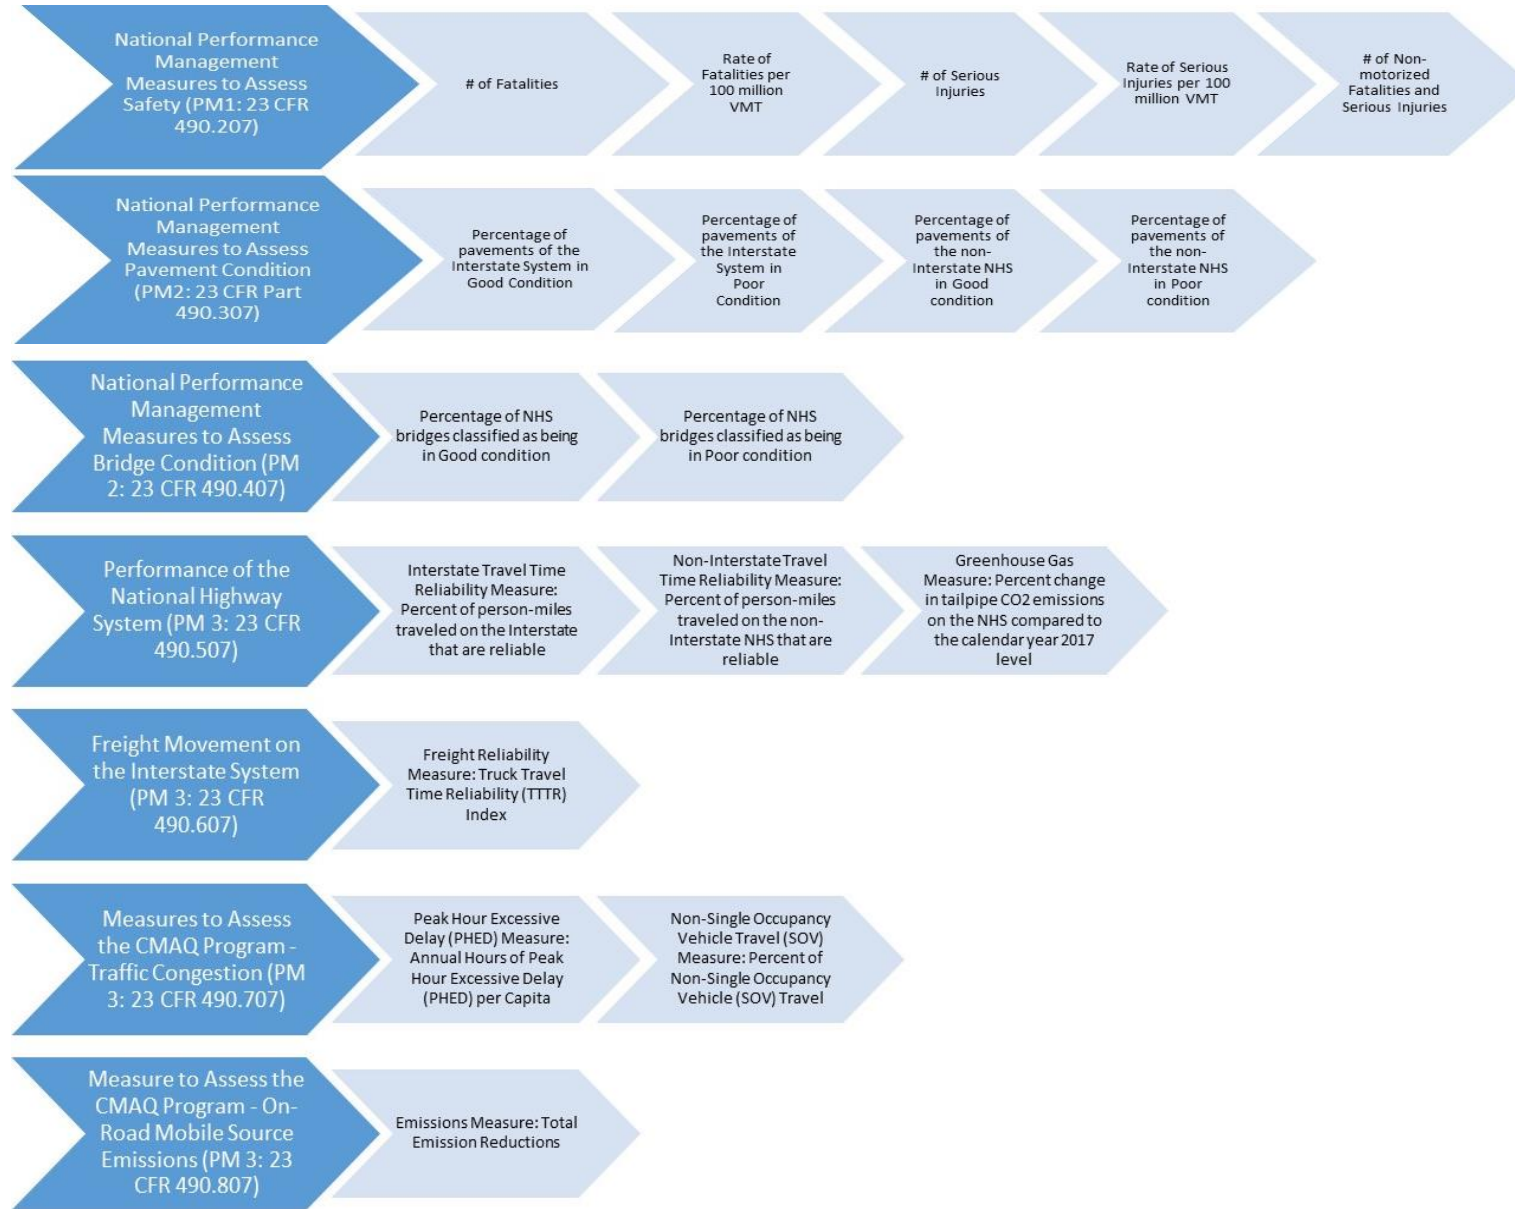 National Performance
Management
Measures to Assess
Safety (PM1: 23 CFR
490.207)
# of Fatalities
Rate of
Fatalities per
100 million
VMT
# of Serious
Injuries
Rate of Serious
Injuries per 100
million VMT
# of Non-
motorized
Fatalities and
Serious Injuries
National Performance
Management
Measures to Assess
Pavement Condition
(PM2: 23 CFR Part
490.307)
Percentage of
pavements of the
Interstate System in
Good Condition
Percentage of
pavements of
the Interstate
System in
Poor
Condition
Percentage of
pavements of
the non-
Interstate NHS
in Good
condition
Percentage of
pavements of
the non-
Interstate NHS
in Poor
condition
National Performance
Management
Measures to Assess
Bridge Condition (PM
2: 23 CFR 490.407)
Percentage of NHS
bridges classified as being
in Good condition
Percentage of NHS
bridges classified as being
in Poor condition
Performance of the
National Highway
System (PM 3: 23 CFR
490.507)
Interstate Travel Time
Reliability Measure:
Percent of person-miles
traveled on the Interstate
that are reliable
Non-Interstate Travel
Time Reliability Measure:
Percent of person-miles
traveled on the non-
Interstate NHS that are
reliable
Greenhouse Gas
Measure: Percent change
in tailpipe CO2 emissions
on the NHS compared to
the calendar year 2017
level
Freight Movement on
the Interstate System
(PM 3: 23 CFR
490.607)
Freight Reliability
Measure: Truck Travel
Time Reliability (TTTR)
Index
Measures to Assess
the CMAQ Program -
Traffic Congestion (PM
3: 23 CFR 490.707)
Peak Hour Excessive
Delay (PHED) Measure:
Annual Hours of Peak
Hour Excessive Delay
(PHED) per Capita
Non-Single Occupancy
Vehicle Travel (SOV)
Measure: Percent of
Non-Single Occupancy
Vehicle (SOV) Travel
Measure to Assess the
CMAQ Program - On-
Road Mobile Source
Emissions (PM 3: 23
CFR 490.807)
Emissions Measure: Total
Emission Reductions